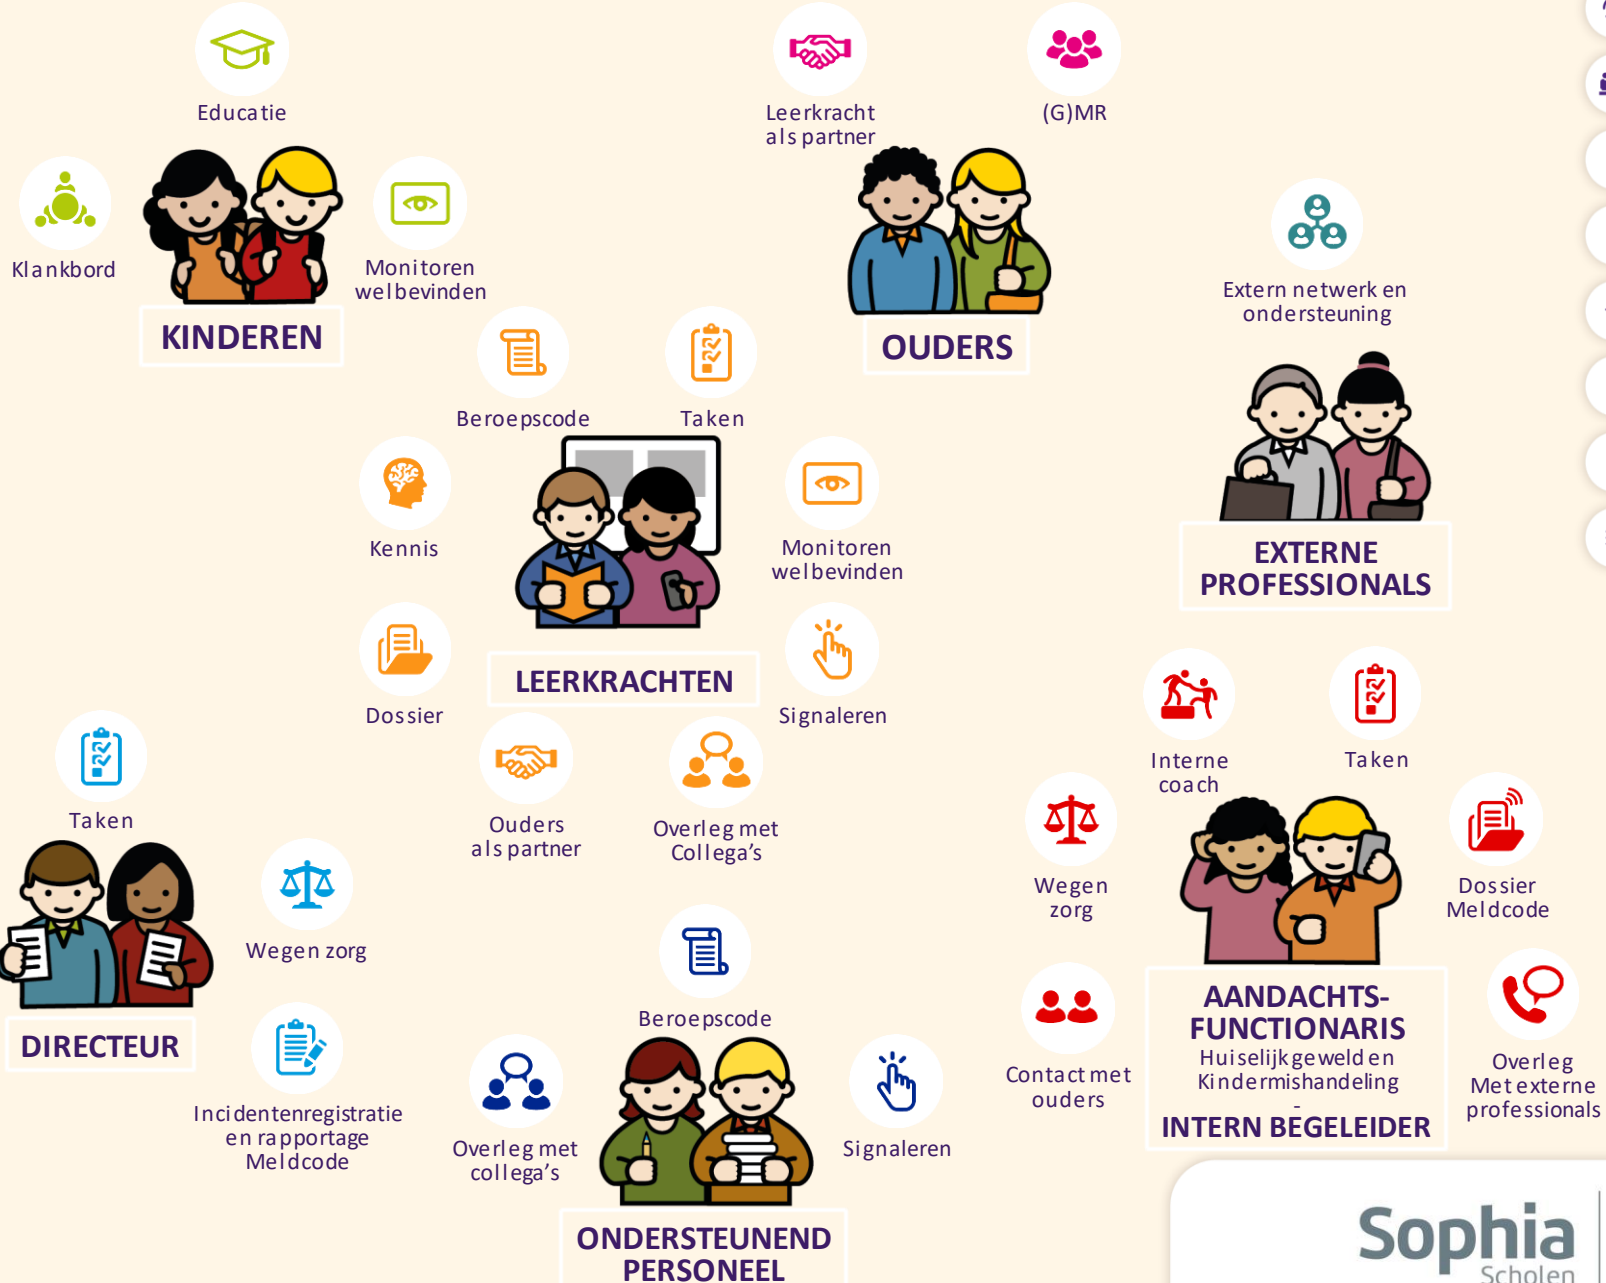 Educatie
Klankbord
Monitoren
welbevinden
KINDEREN
Leerkracht
als partner
(G)MR
OUDERS
Extern netwerk en
ondersteuning
EXTERNE
PROFESSIONALS
Beroepscode
Taken
Kennis
Monitoren
welbevinden
Dossier
Signaleren
LEERKRACHTEN
Ouders
als partner
Overleg met
Collega's
Taken
Wegen zorg
DIRECTEUR
Incidentenregistratie
en rapportage
Meldcode
Beroepscode
Overleg met
collega's
Signaleren
ONDERSTEUNEND
PERSONEEL
Interne
coach
Taken
Wegen
zorg
Dossier
Meldcode
Contact met
ouders
Overleg
Met externe
professionals
AANDACHTS-
FUNCTIONARIS
Huiselijk geweld en
Kindermishandeling
-
INTERN BEGELEIDER
Sophia
Scholen